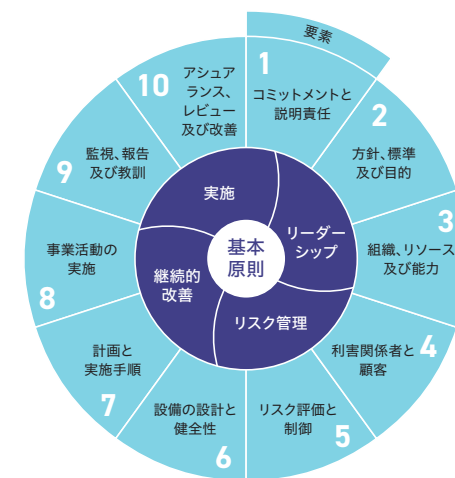 要素
1
コミットメントと
説明責任
2
方針、標準
及び目的
3
組織、リソース
及び能力
4
利害関係者と
顧客
5
リスク評価と
制御
6
設備の設計と
健全性
7
計画と
実施手順
8
事業活動の
実施
9
監視、報告
及び教訓
10
アシュア
ランス、
レビュー
及び改善
実施
リーダー
シップ
リスク管理
継続的
改善
基本
原則